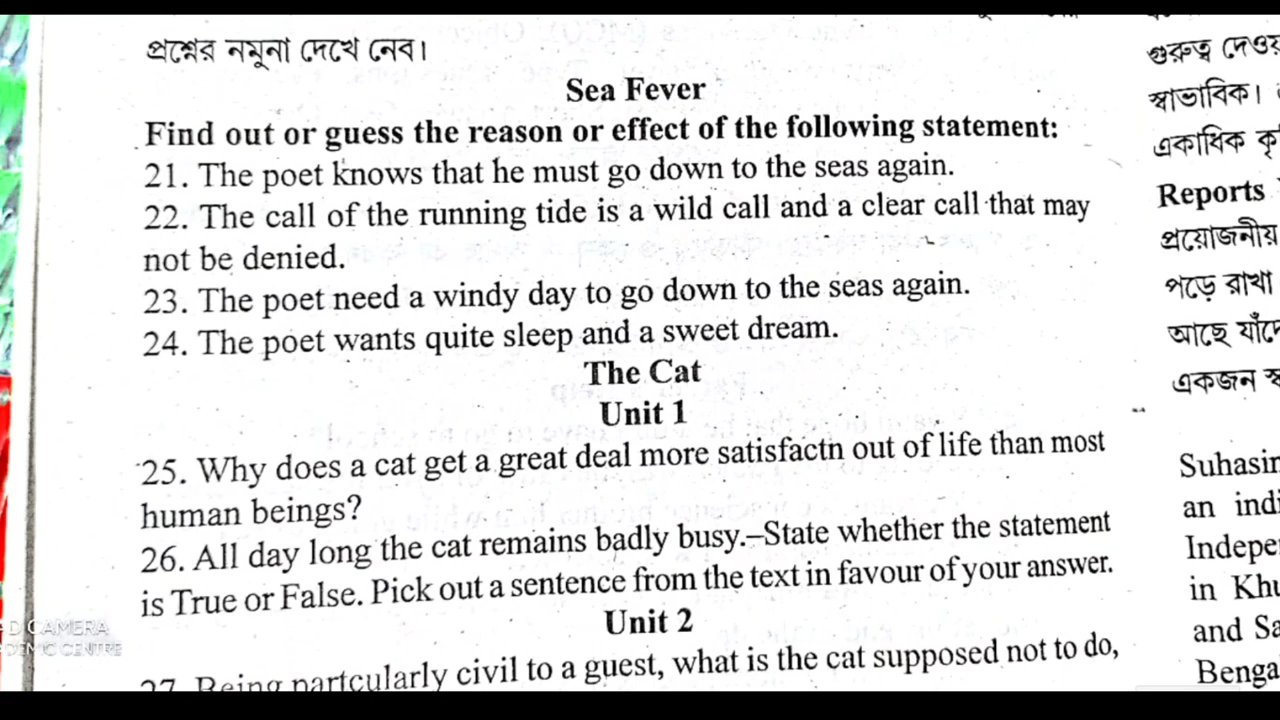 প্রশ্নের নমুনা দেখে নেব।
Sea Fever
Find out or guess the reason or effect of the following statement:
21. The poet knows that he must go down to the seas again.
22. The call of the running tide is a wild call and a clear call that may
not be denied.
23. The poet need a windy day to go down to the seas again.
24. The poet wants quite sleep and a sweet dream.
The Cat
Unit 1
25. Why does a cat get a great deal more satisfactn out of life than most
human beings?
26. All day long the cat remains badly busy.–State whether the statement
is True or False. Pick out a sentence from the text in favour of your answer.
Unit 2
27. Being partcularly civil to a guest, what is the cat supposed not to do,
গুরুত্ব
স্বাভাবিক।
একাধিক
Reports
প্রয়োজনীয়
পড়ে রাখা
আছে
একজন
Suhasin
an indi
Indepe
in Khu
and Sa
Benga
D CAMERA
DEMIC CENTRE